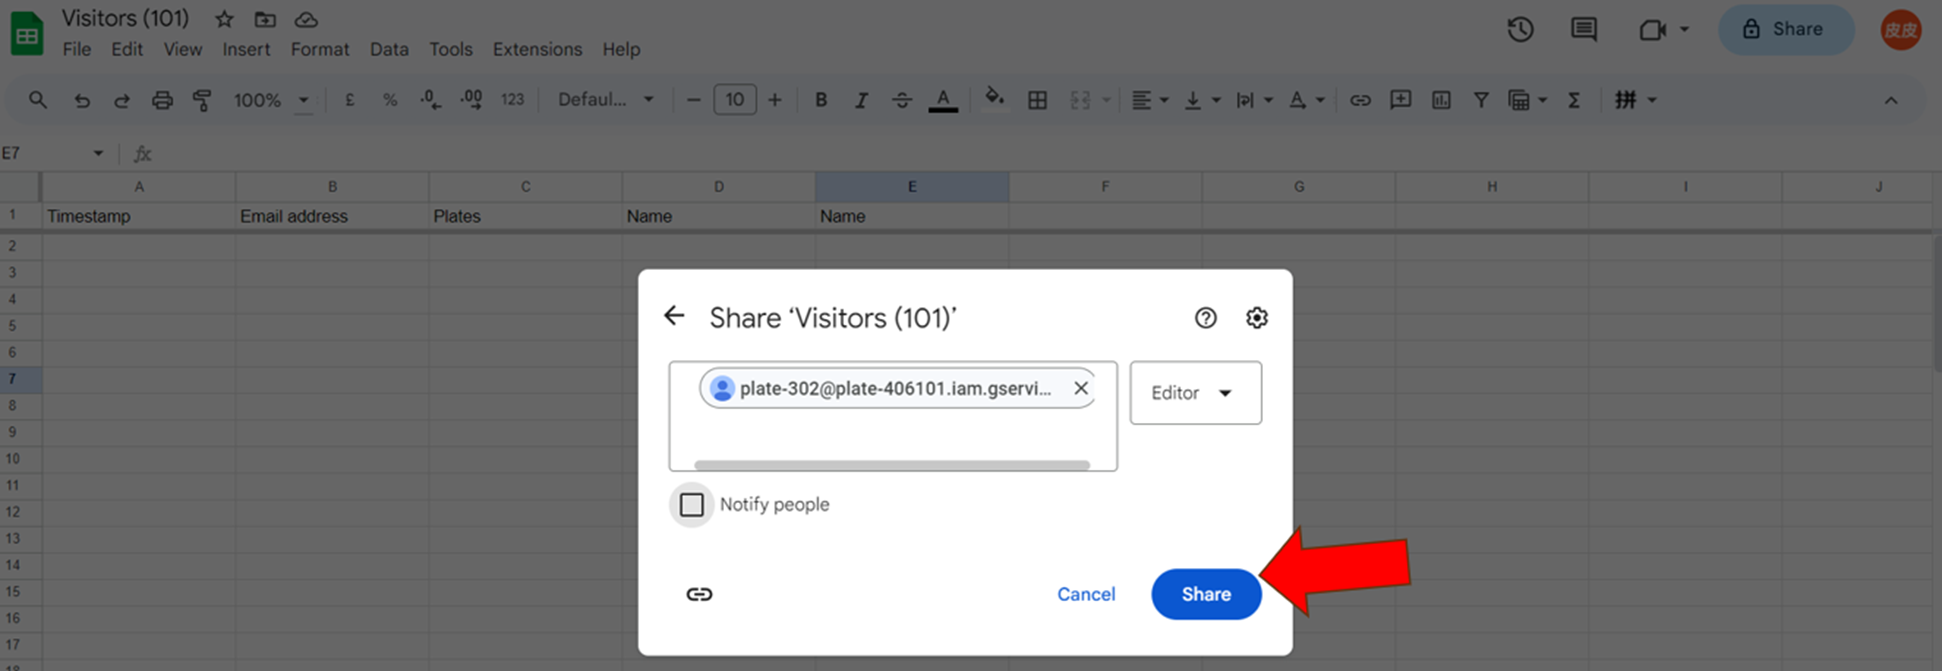 Visitors (101)
File Edit View Insert Format Data Tools Extensions Help
Share
皮皮
100% £ % .0 .00 123 Defaul... 10 B I S A Σ 拼
E7 fx
A B C D E F G H I J
1 Timestamp Email address Plates Name Name
2
3
4
5
6
7
8
9
10
11
12
13
14
15
16
17
18
Share ‘Visitors (101)’
plate-302@plate-406101.iam.gservi...
Editor
Notify people
Cancel Share